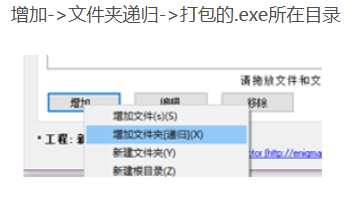 增加->文件夹递归->打包的.exe所在目录
请拖放文件和文
增加 编辑 移除
增加文件(s)(S)
* 工程: 
增加文件夹[递归](X)
新建文件夹(Y)
ctor [http://enigma
新建根目录(Z)